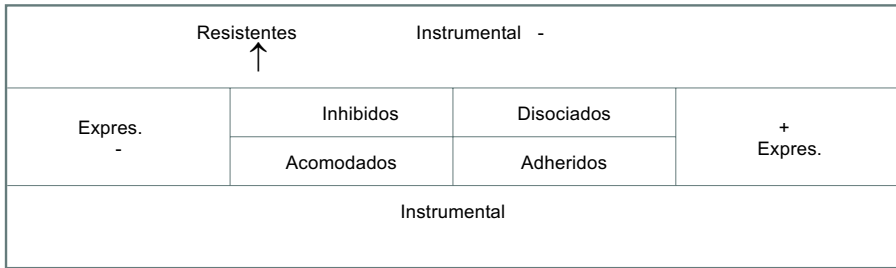 Resistentes Instrumental -
↑
Inhibidos Disociados
Expres.
-
+
Expres.
Acomodados Adheridos
Instrumental